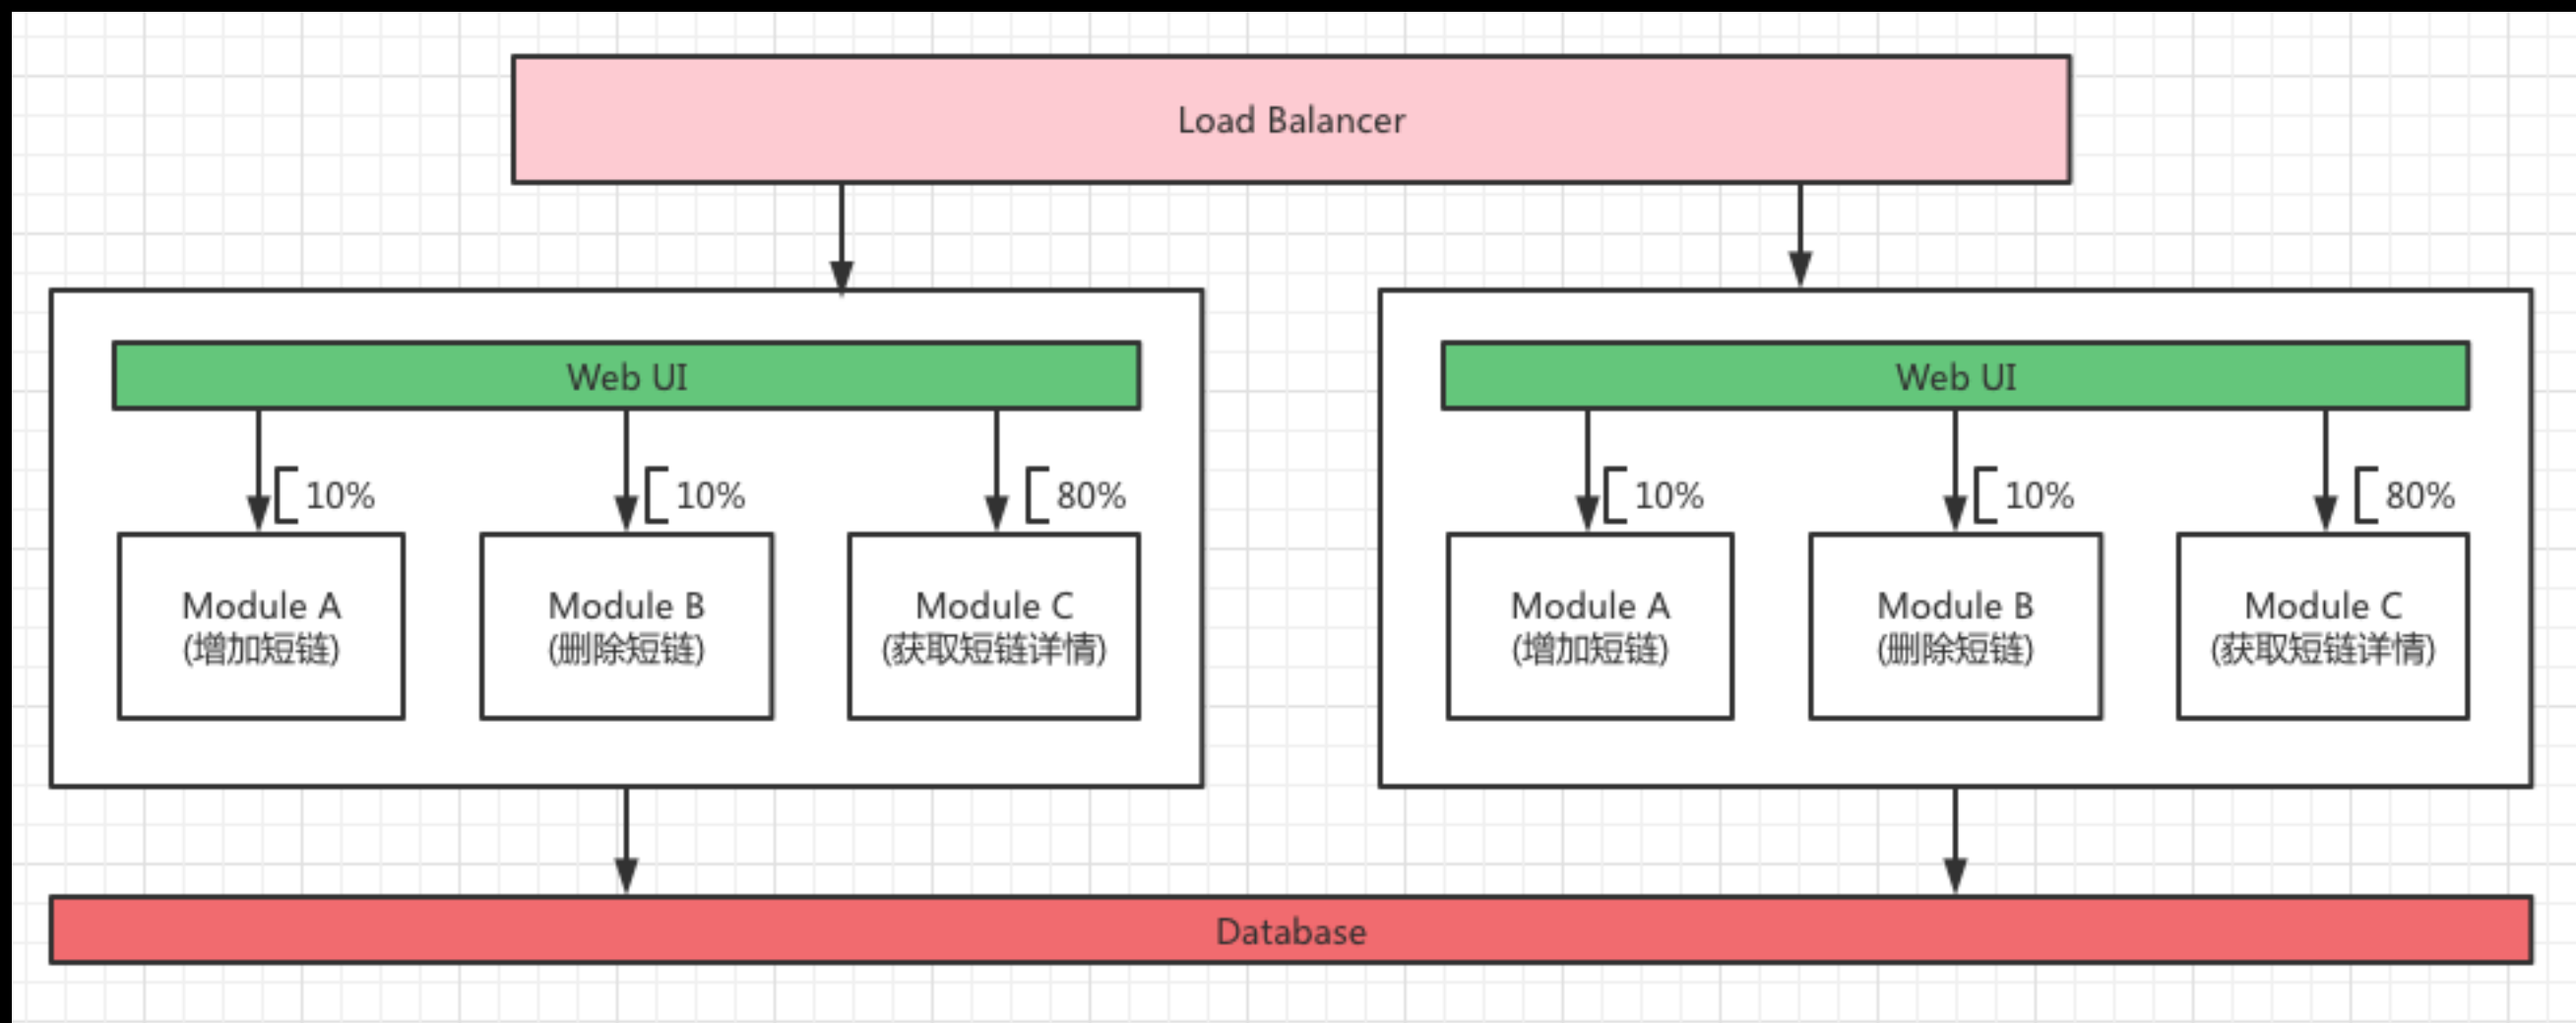 Load Balancer
Web UI
10%
10%
80%
Module A
(增加短链)
Module B
(删除短链)
Module C
(获取短链详情)
Web UI
10%
10%
80%
Module A
(增加短链)
Module B
(删除短链)
Module C
(获取短链详情)
Database